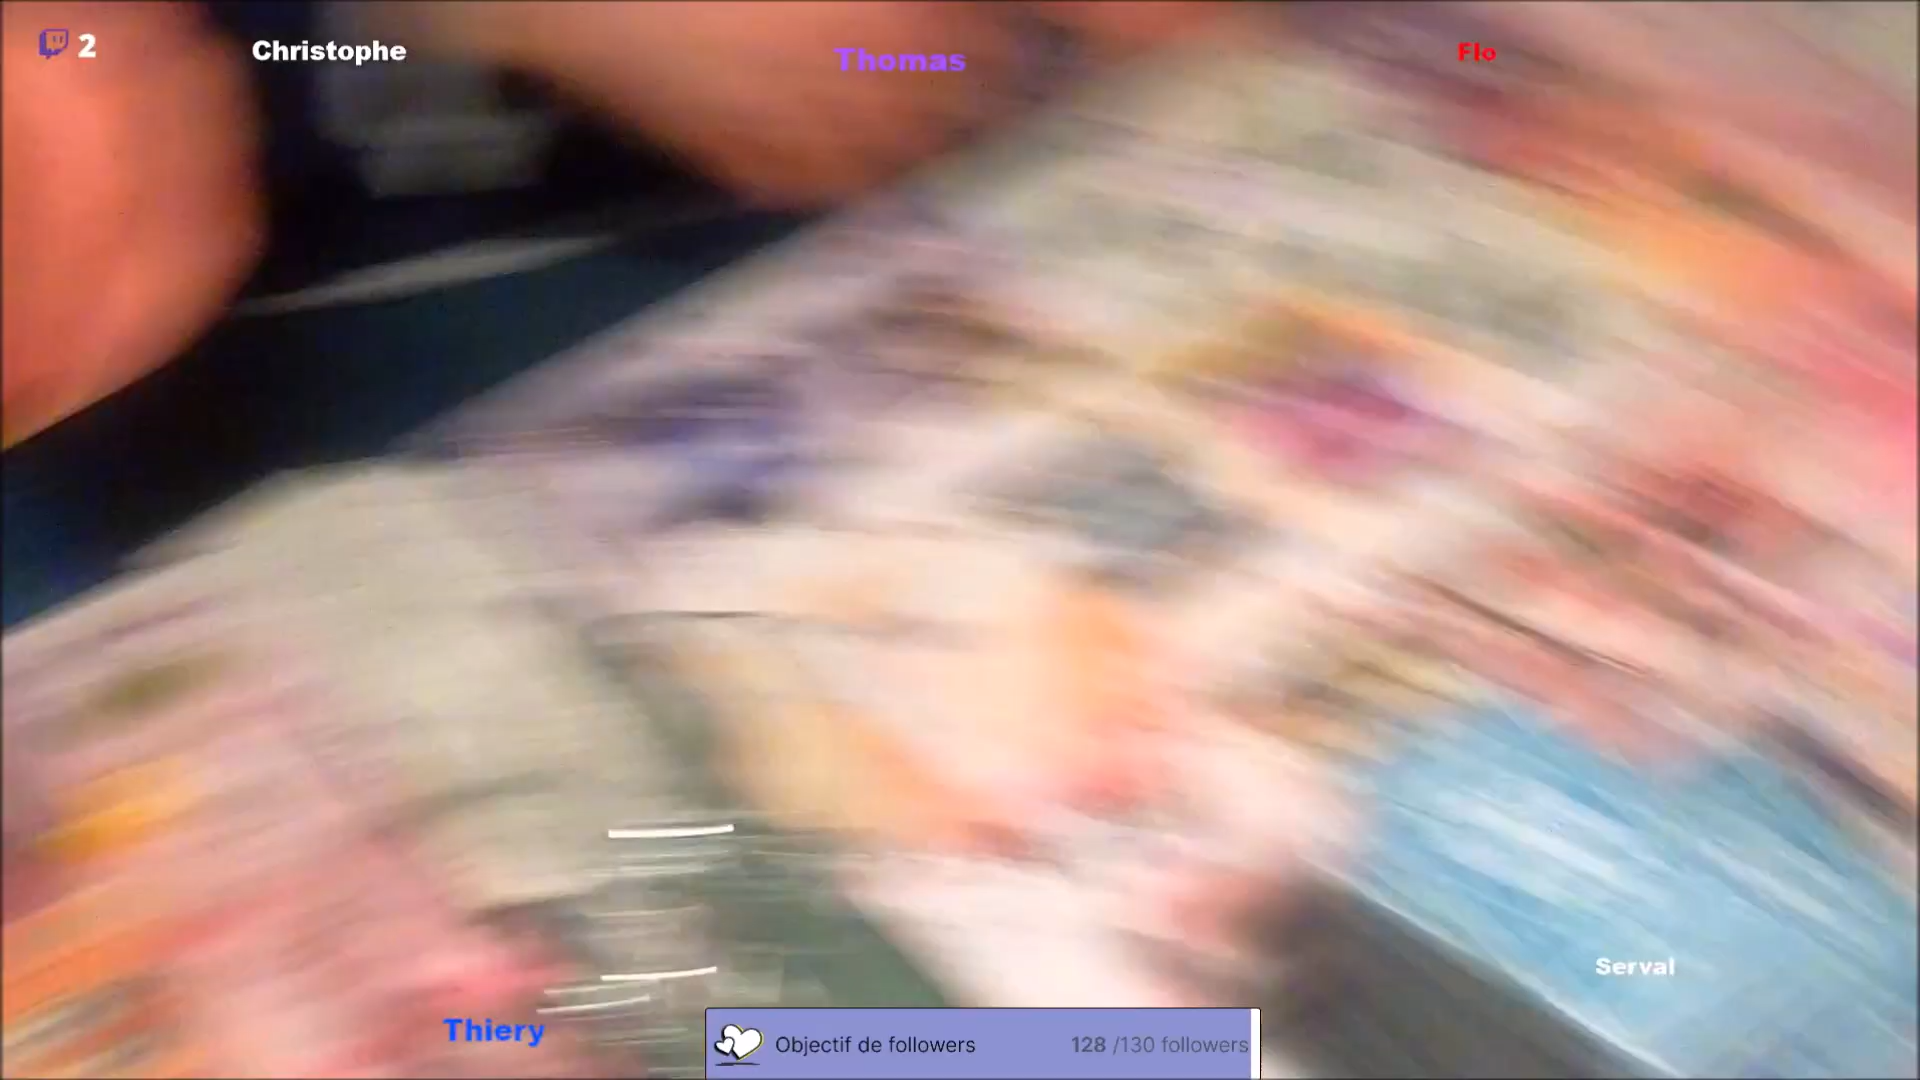 2
Christophe
Thomas
Flo
Serval
Thiery
Objectif de followers 128 /130 followers